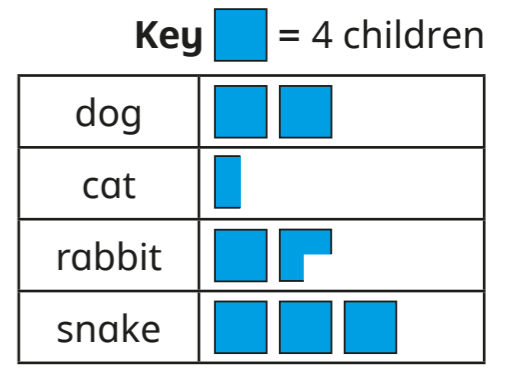 Key = 4 children
dog
cat
rabbit
snake